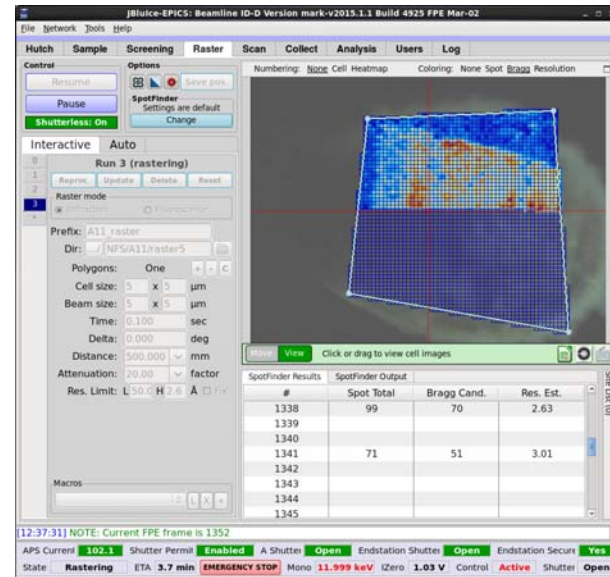 JBluIce-EPICS: Beamline ID-D Version mark-v2015.1.1 Build 4925 FPE Mar-02
File Network Tools Help
Hutch Sample Screening Raster Scan Collect Analysis Users Log
Control
Resume
Pause
Shutterless: On
Options
Save pos.
SpotFinder
Settings are default
Change
Numbering: None Cell Heatmap Coloring: None Spot Bragg Resolution
Interactive Auto
0
1
2
3
*
Run 3 (rastering)
Reproc Update Delete Reset
Raster mode
Diffraction Fluorescence
Prefix: A11_raster
Dir: ../ NFS/A11/raster5
Polygons: One + - C
Cell size: 5 x 5 µm
Beam size: 5 x 5 µm
Time: 0.100 sec
Delta: 0.000 deg
Distance: 500.000 mm
Attenuation: 20.00 factor
Res. Limit: L 50.0 H 2.6 Å Fix
Macros
L X +
Move View Click or drag to view cell images
SpotFinder Results SpotFinder Output
# Spot Total Bragg Cand. Res. Est.
1338 99 70 2.63
1339
1340
1341 71 51 3.01
1342
1343
1344
1345
[12:37:31] NOTE: Current FPE frame is 1352
APS Current 102.1 Shutter Permit Enabled A Shutter Open Endstation Shutter Open Endstation Secure Yes
State Rastering ETA 3.7 min EMERGENCY STOP Mono 11.999 keV IZero 1.03 V Control Active Shutter Open